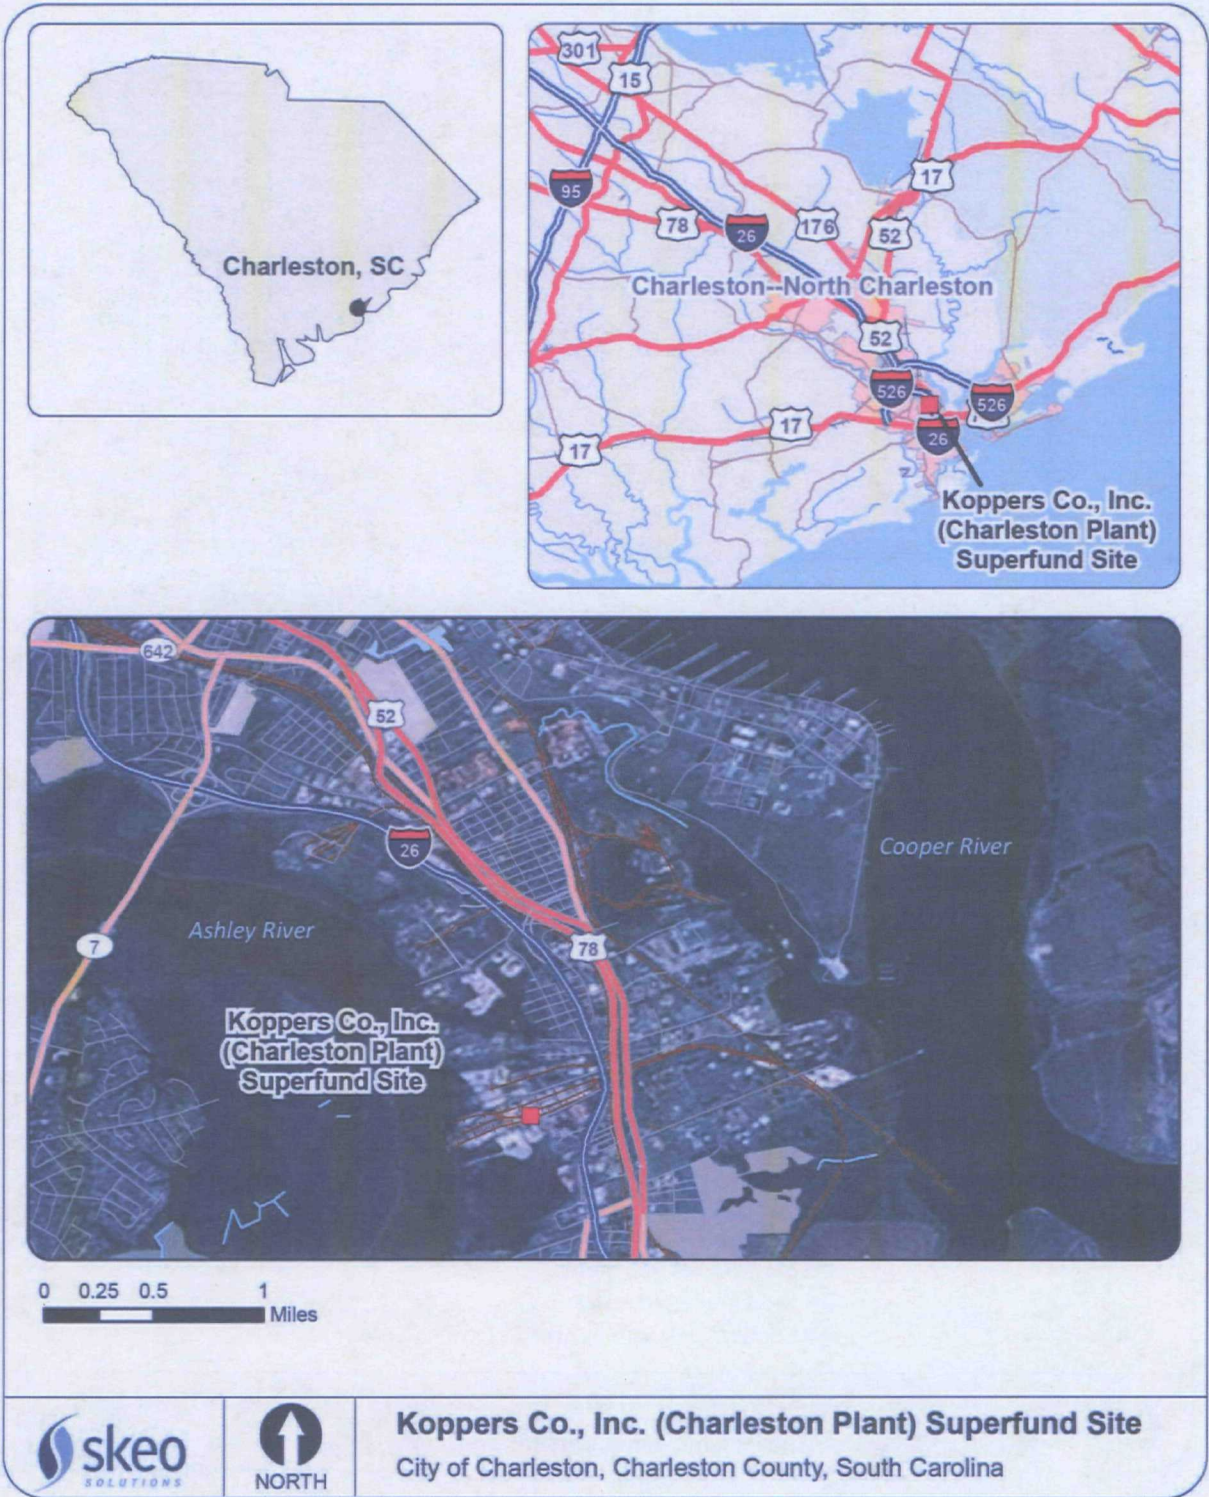 Charleston, SC
301
15
95
17
78
26
176
52
Charleston--North Charleston
52
526
526
17
26
17
Koppers Co., Inc.
(Charleston Plant)
Superfund Site
642
52
26
Cooper River
Ashley River
7
78
Koppers Co., Inc.
(Charleston Plant)
Superfund Site
0 0.25 0.5 1
Miles
skeo
SOLUTIONS
NORTH
Koppers Co., Inc. (Charleston Plant) Superfund Site
City of Charleston, Charleston County, South Carolina